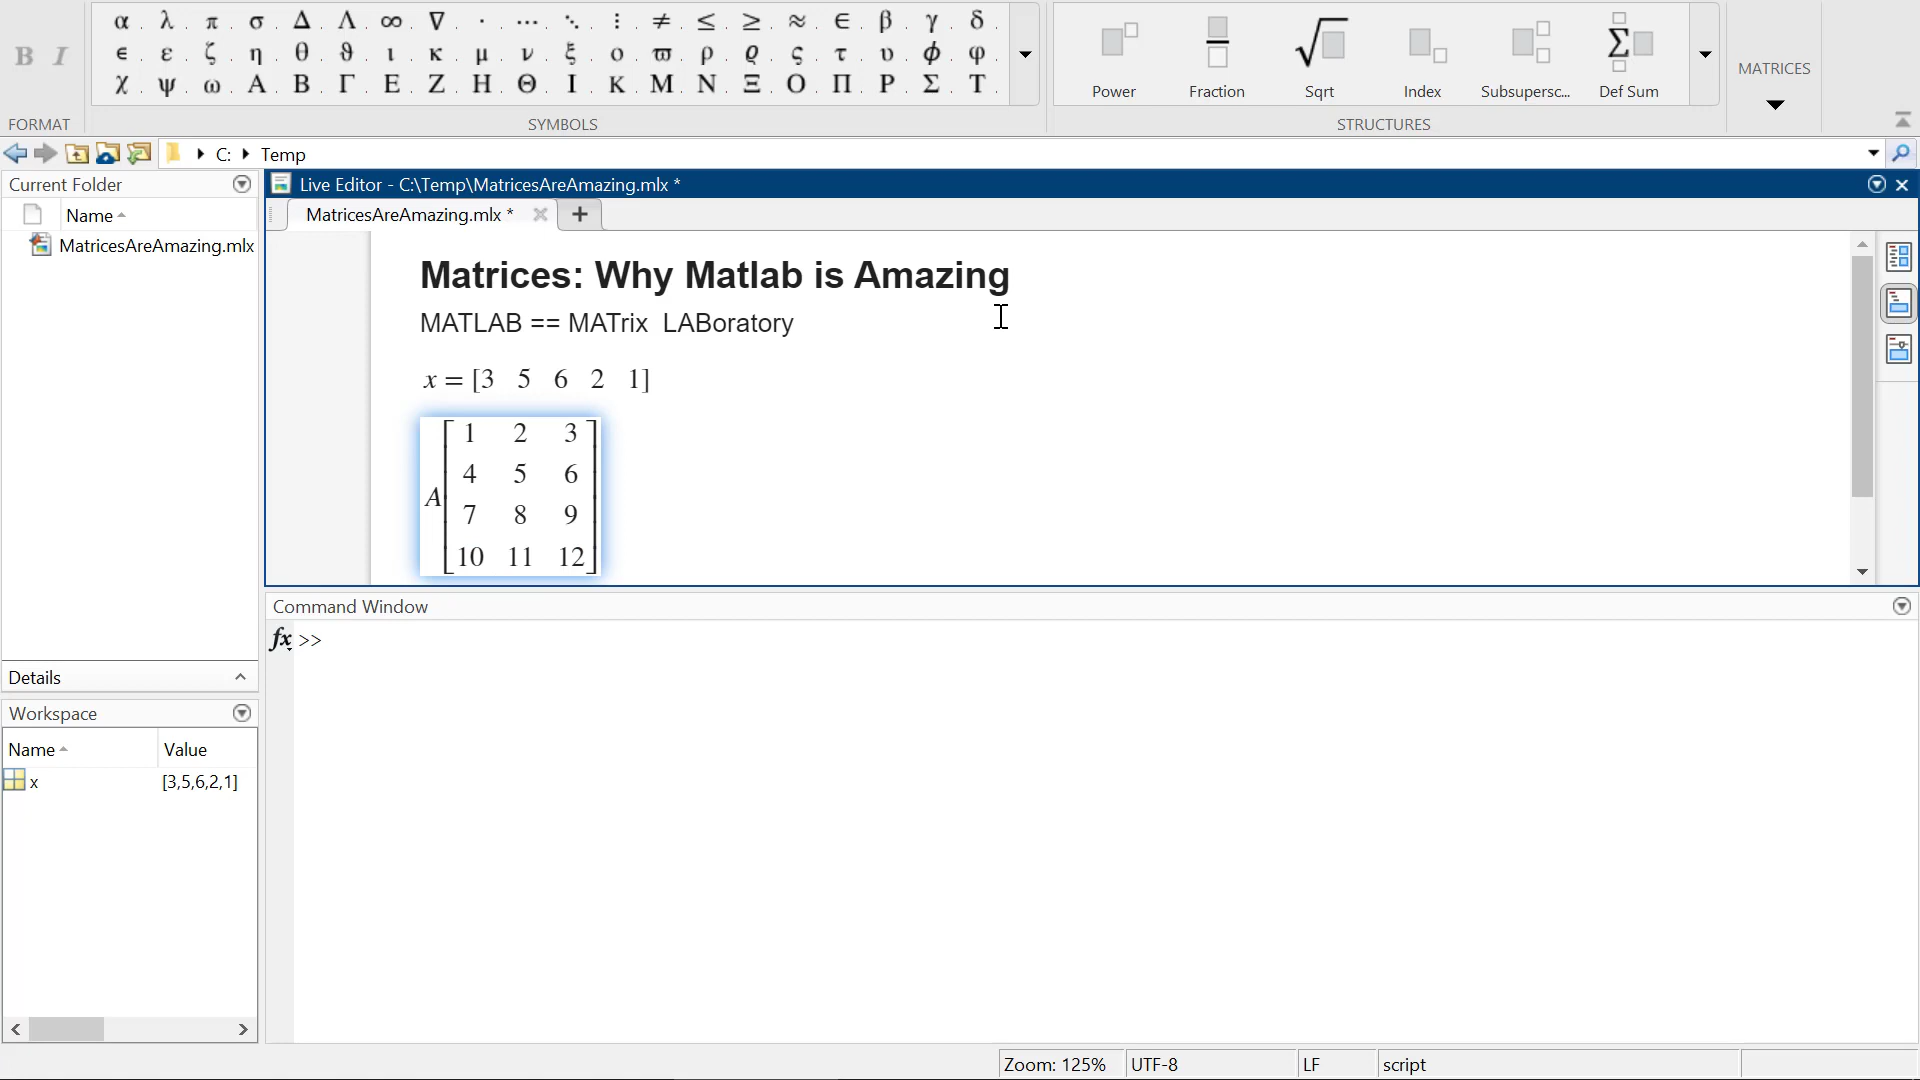 B I
α λ π σ Δ Λ ∞ ∇ · ⋯ ⋱ ⋮ ≠ ≤ ≥ ≈ ∈ β γ δ
ϵ ε ζ η θ ϑ ι κ μ ν ξ ο ϖ ρ ϱ ς τ υ ϕ φ
χ ψ ω Α Β Γ Ε Ζ Η Θ Ι Κ Μ Ν Ξ Ο Π Ρ Σ Τ
Power Fraction Sqrt Index Subsupersc... Def Sum
MATRICES
FORMAT SYMBOLS STRUCTURES
C: Temp
Current Folder
Name
MatricesAreAmazing.mlx
Live Editor - C:\Temp\MatricesAreAmazing.mlx *
MatricesAreAmazing.mlx *
Matrices: Why Matlab is Amazing
MATLAB == MATrix LABoratory
x = [3 5 6 2 1]
1 2 3
4 5 6
A
7 8 9
10 11 12
Command Window
fx >>
Details
Workspace
Name Value
x [3,5,6,2,1]
Zoom: 125% UTF-8 LF script